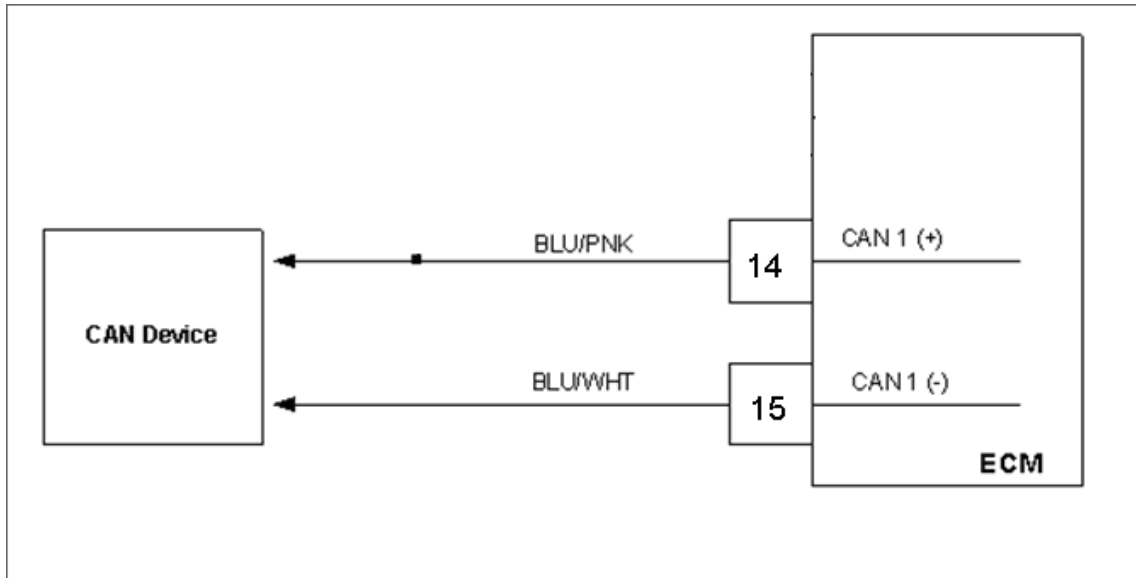 BLU/PNK
14
CAN 1 (+)
CAN Device
BLU/WHT
15
CAN 1 (-)
ECM